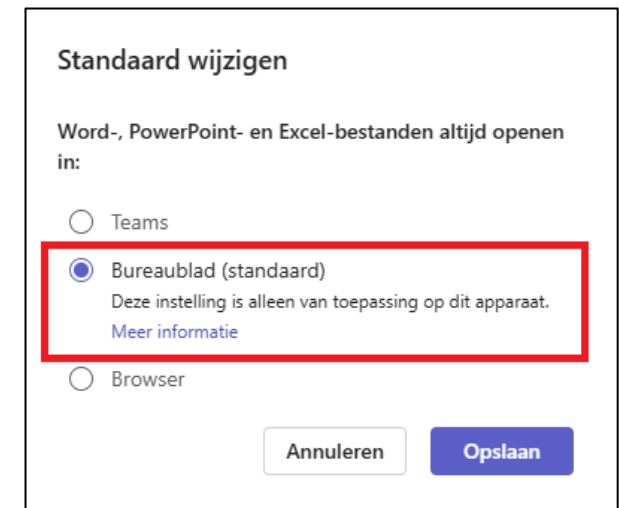 Standaard wijzigen
Word-, PowerPoint- en Excel-bestanden altijd openen
in:
Teams
Bureaublad (standaard)
Deze instelling is alleen van toepassing op dit apparaat.
Meer informatie
Browser
Annuleren
Opslaan